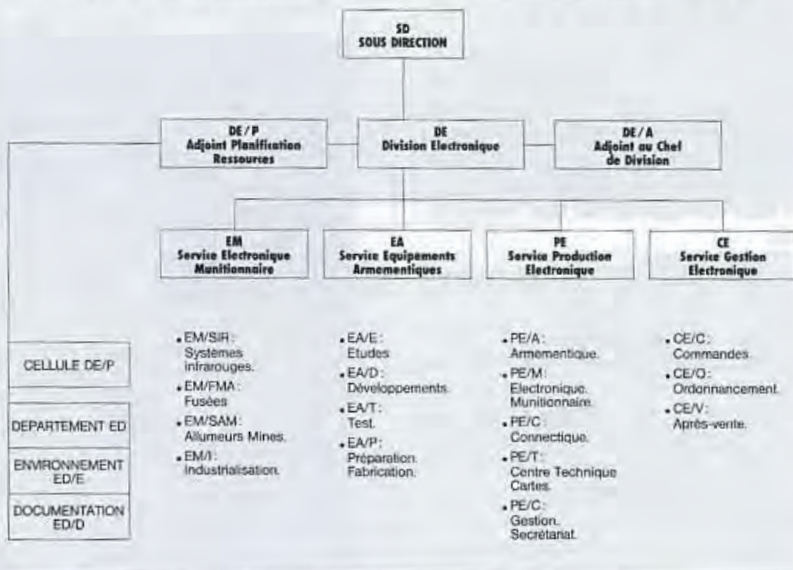 SD
SOUS DIRECTION
DE/P
Adjoint Planification
Ressources
DE
Division Electronique
DE/A
Adjoint au Chef
de Division
EM
Service Electronique
Munitionnaire
EA
Service Equipements
Armementiques
PE
Service Production
Electronique
CE
Service Gestion
Electronique
CELLULE DE/P
DEPARTEMENT ED
ENVIRONNEMENT
ED/E
DOCUMENTATION
ED/D
• EM/SIR:
Systèmes
Infrarouges.
• EM/FMA:
Fusées
• EM/SAM:
Allumeurs Mines.
• EM/I:
Industrialisation.
• EA/E:
Etudes
• EA/D:
Développements.
• EA/T:
Test.
• EA/P:
Préparation.
Fabrication.
• PE/A:
Armementique.
• PE/M:
Electronique.
Munitionnaire.
• PE/C:
Connectique.
• PE/T:
Centre Technique
Cartes.
• PE/C:
Gestion.
Secrétariat.
• CE/C:
Commandes.
• CE/O:
Ordonnancement.
• CE/V:
Après-vente.